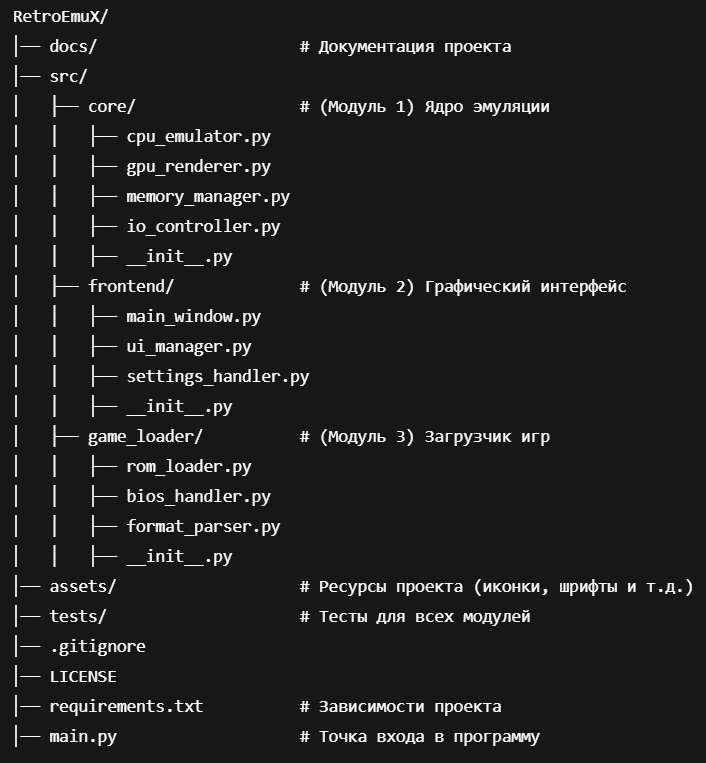 RetroEmuX/
├── docs/                    # Документация проекта
├── src/
│   ├── core/                # (Модуль 1) Ядро эмуляции
│   │   ├── cpu_emulator.py
│   │   ├── gpu_renderer.py
│   │   ├── memory_manager.py
│   │   ├── io_controller.py
│   │   ├── __init__.py
│   ├── frontend/            # (Модуль 2) Графический интерфейс
│   │   ├── main_window.py
│   │   ├── ui_manager.py
│   │   ├── settings_handler.py
│   │   ├── __init__.py
│   ├── game_loader/         # (Модуль 3) Загрузчик игр
│   │   ├── rom_loader.py
│   │   ├── bios_handler.py
│   │   ├── format_parser.py
│   │   ├── __init__.py
├── assets/                  # Ресурсы проекта (иконки, шрифты и т.д.)
├── tests/                   # Тесты для всех модулей
├── .gitignore
├── LICENSE
├── requirements.txt         # Зависимости проекта
├── main.py                  # Точка входа в программу